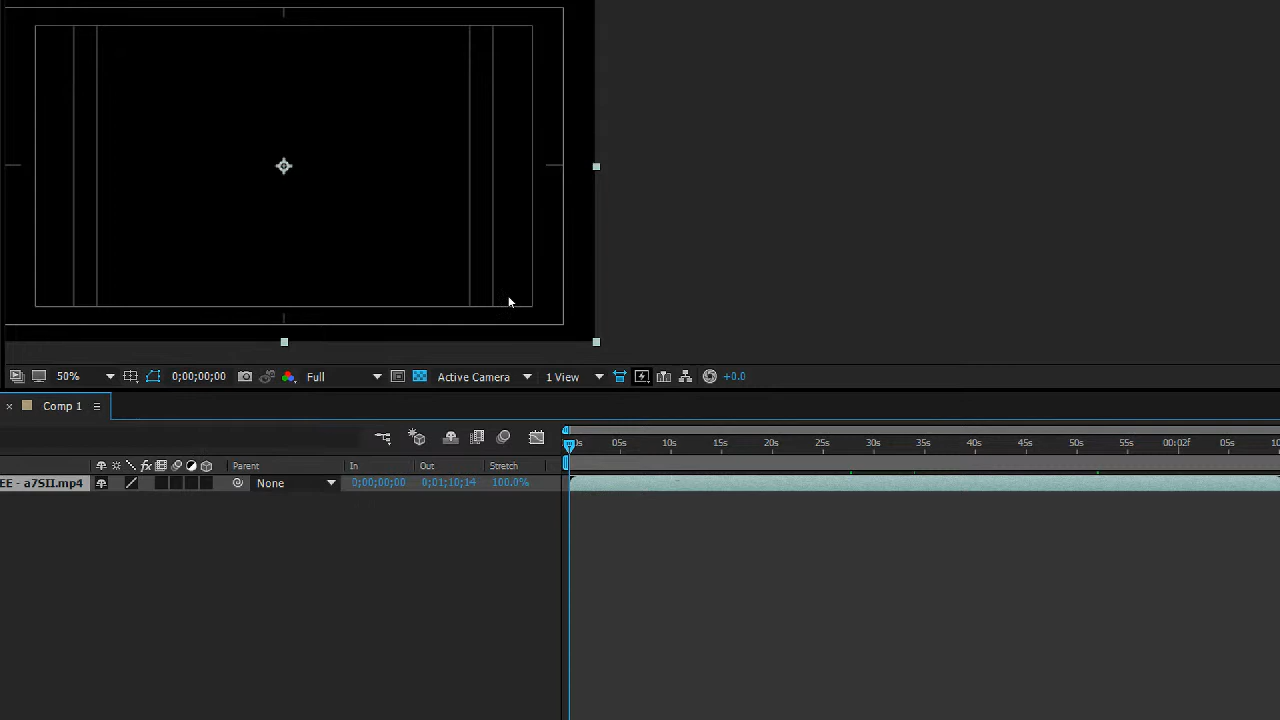 50%
0;00;00;00
Full
Active Camera
1 View
+0.0
Comp 1
05s 10s 15s 20s 25s 30s 35s 40s 45s 50s 55s 00:02f 05s
fx Parent In Out Stretch
EE - a7SII.mp4 None 0;00;00;00 0;01;10;14 100.0%